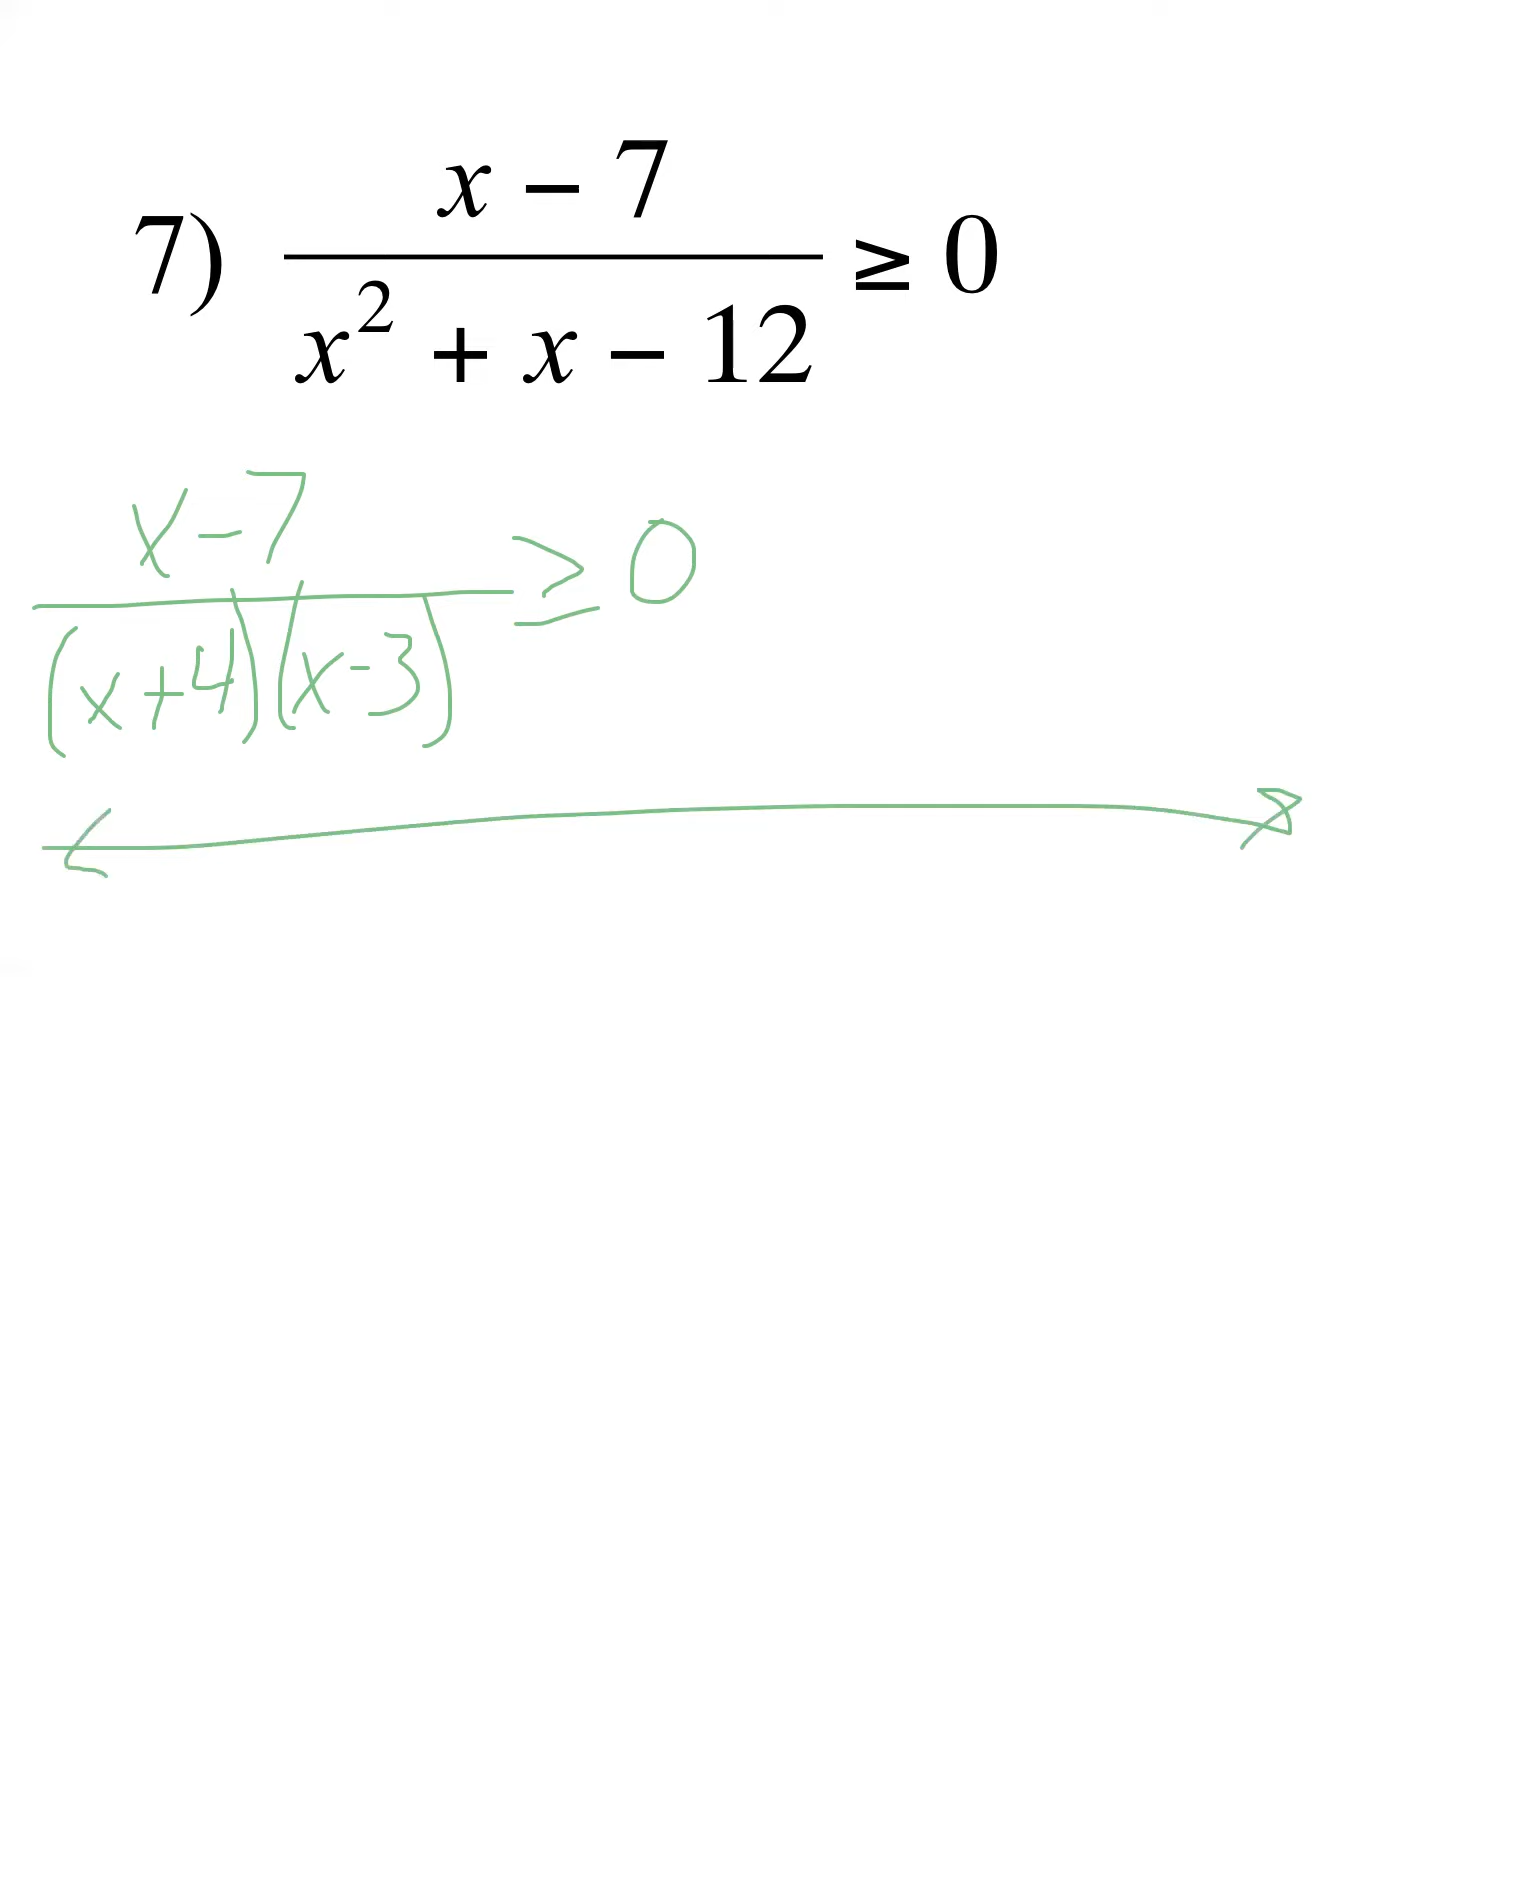 7) x − 7 / x² + x − 12 ≥ 0
x − 7 / (x + 4)(x − 3) ≥ 0